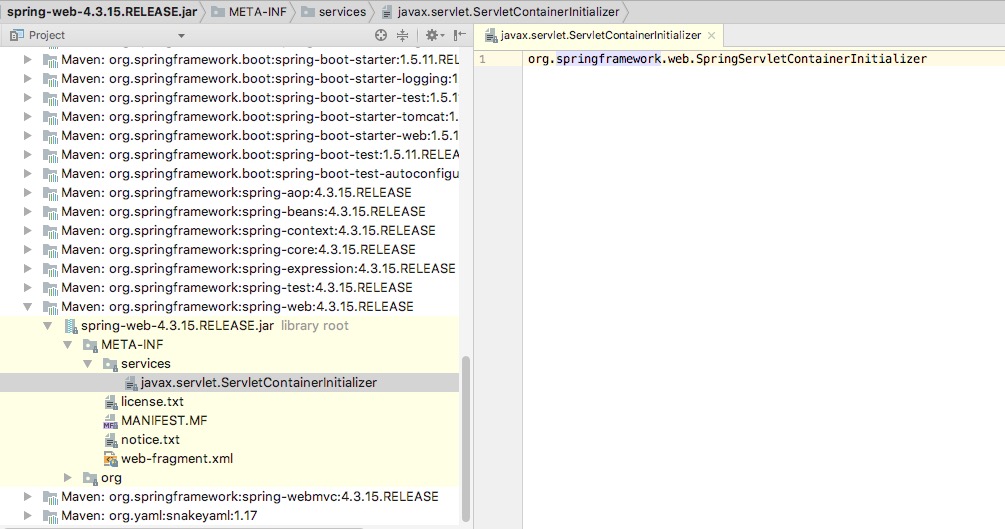 spring-web-4.3.15.RELEASE.jar META-INF services javax.servlet.ServletContainerInitializer
Project
javax.servlet.ServletContainerInitializer
1 org.springframework.web.SpringServletContainerInitializer
Maven: org.springframework.boot:spring-boot-starter:1.5.11.REL
Maven: org.springframework.boot:spring-boot-starter-logging:1
Maven: org.springframework.boot:spring-boot-starter-test:1.5.1
Maven: org.springframework.boot:spring-boot-starter-tomcat:1.
Maven: org.springframework.boot:spring-boot-starter-web:1.5.1
Maven: org.springframework.boot:spring-boot-test:1.5.11.RELEA
Maven: org.springframework.boot:spring-boot-test-autoconfigu
Maven: org.springframework:spring-aop:4.3.15.RELEASE
Maven: org.springframework:spring-beans:4.3.15.RELEASE
Maven: org.springframework:spring-context:4.3.15.RELEASE
Maven: org.springframework:spring-core:4.3.15.RELEASE
Maven: org.springframework:spring-expression:4.3.15.RELEASE
Maven: org.springframework:spring-test:4.3.15.RELEASE
Maven: org.springframework:spring-web:4.3.15.RELEASE
spring-web-4.3.15.RELEASE.jar library root
META-INF
services
javax.servlet.ServletContainerInitializer
license.txt
MANIFEST.MF
notice.txt
web-fragment.xml
org
Maven: org.springframework:spring-webmvc:4.3.15.RELEASE
Maven: org.yaml:snakeyaml:1.17